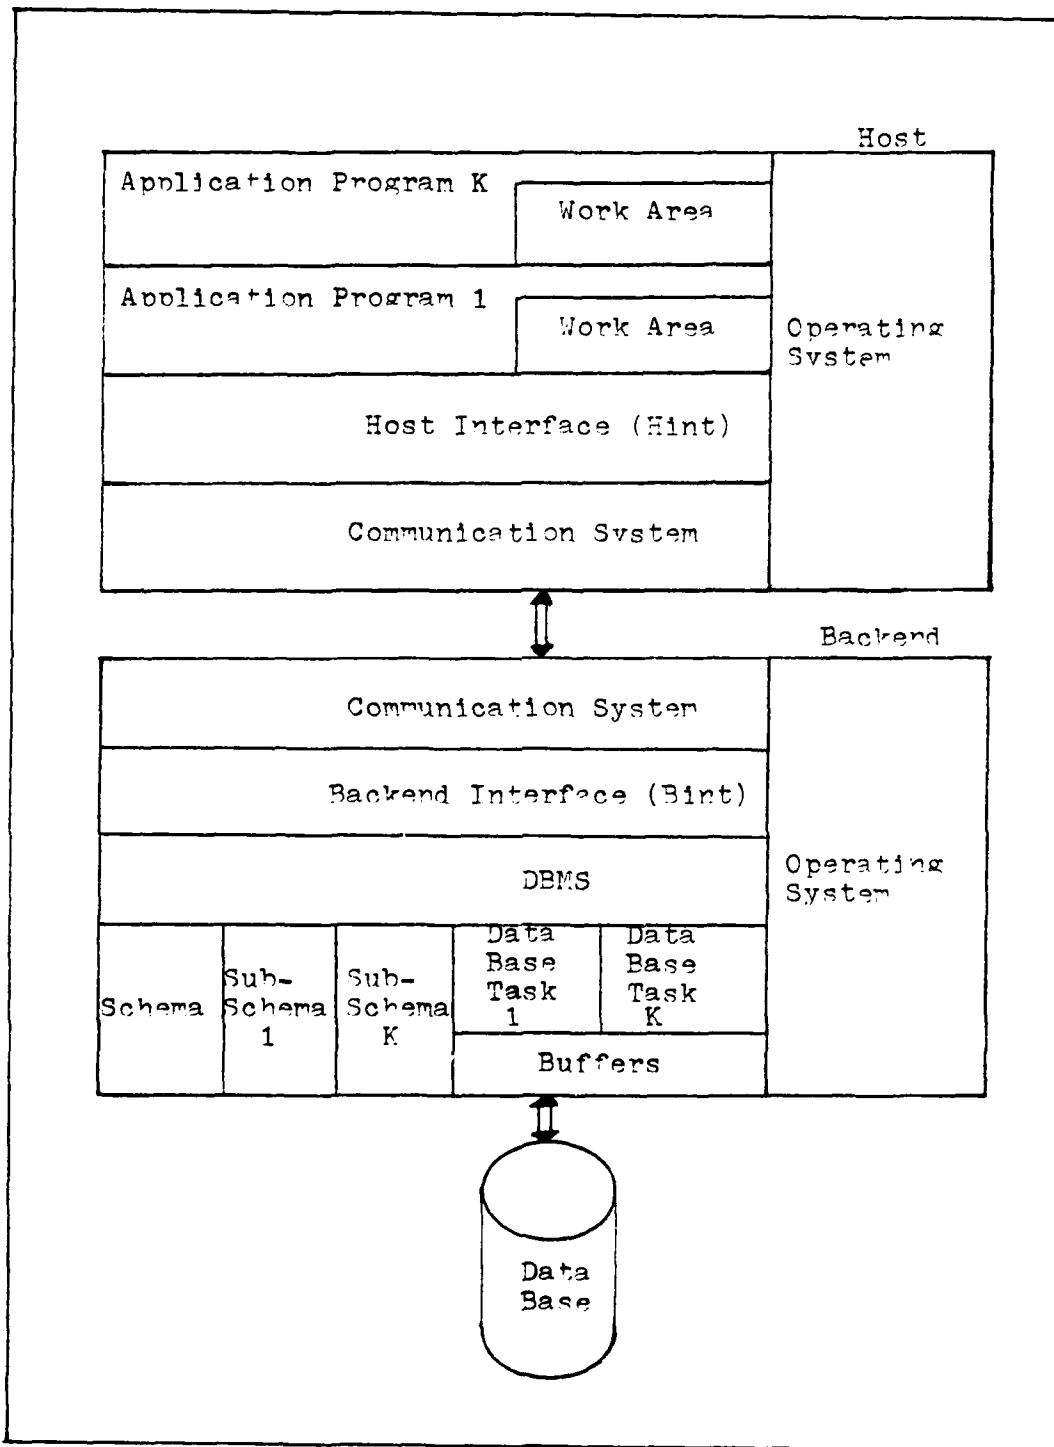 Host
Application Program K
Work Area
Application Program 1
Work Area
Operating
System
Host Interface (Hint)
Communication System
Backend
Communication System
Backend Interface (Bint)
DBMS
Operating
System
Schema
Sub-
Schema
1
Sub-
Schema
K
Data
Base
Task
1
Data
Base
Task
K
Buffers
Data
Base